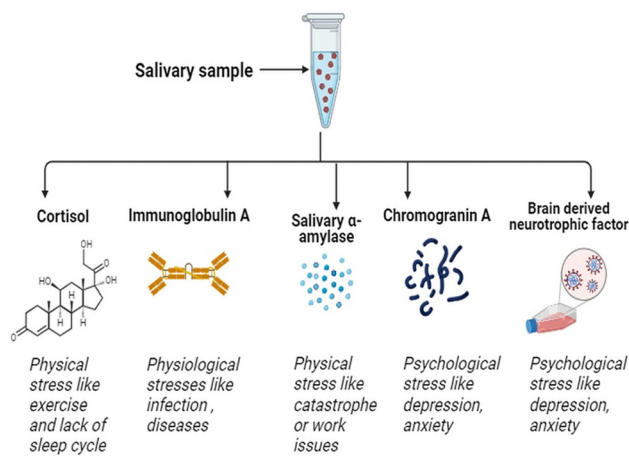 Salivary sample
Cortisol
Immunoglobulin A
Salivary α-
amylase
Chromogranin A
Brain derived
neurotrophic factor
OH
O
HO
OH
H
H
H
O
Physical
stress like
exercise
and lack of
sleep cycle
Physiological
stresses like
infection ,
diseases
Physical
stress like
catastrophe
or work
issues
Psychological
stress like
depression,
anxiety
Psychological
stress like
depression,
anxiety